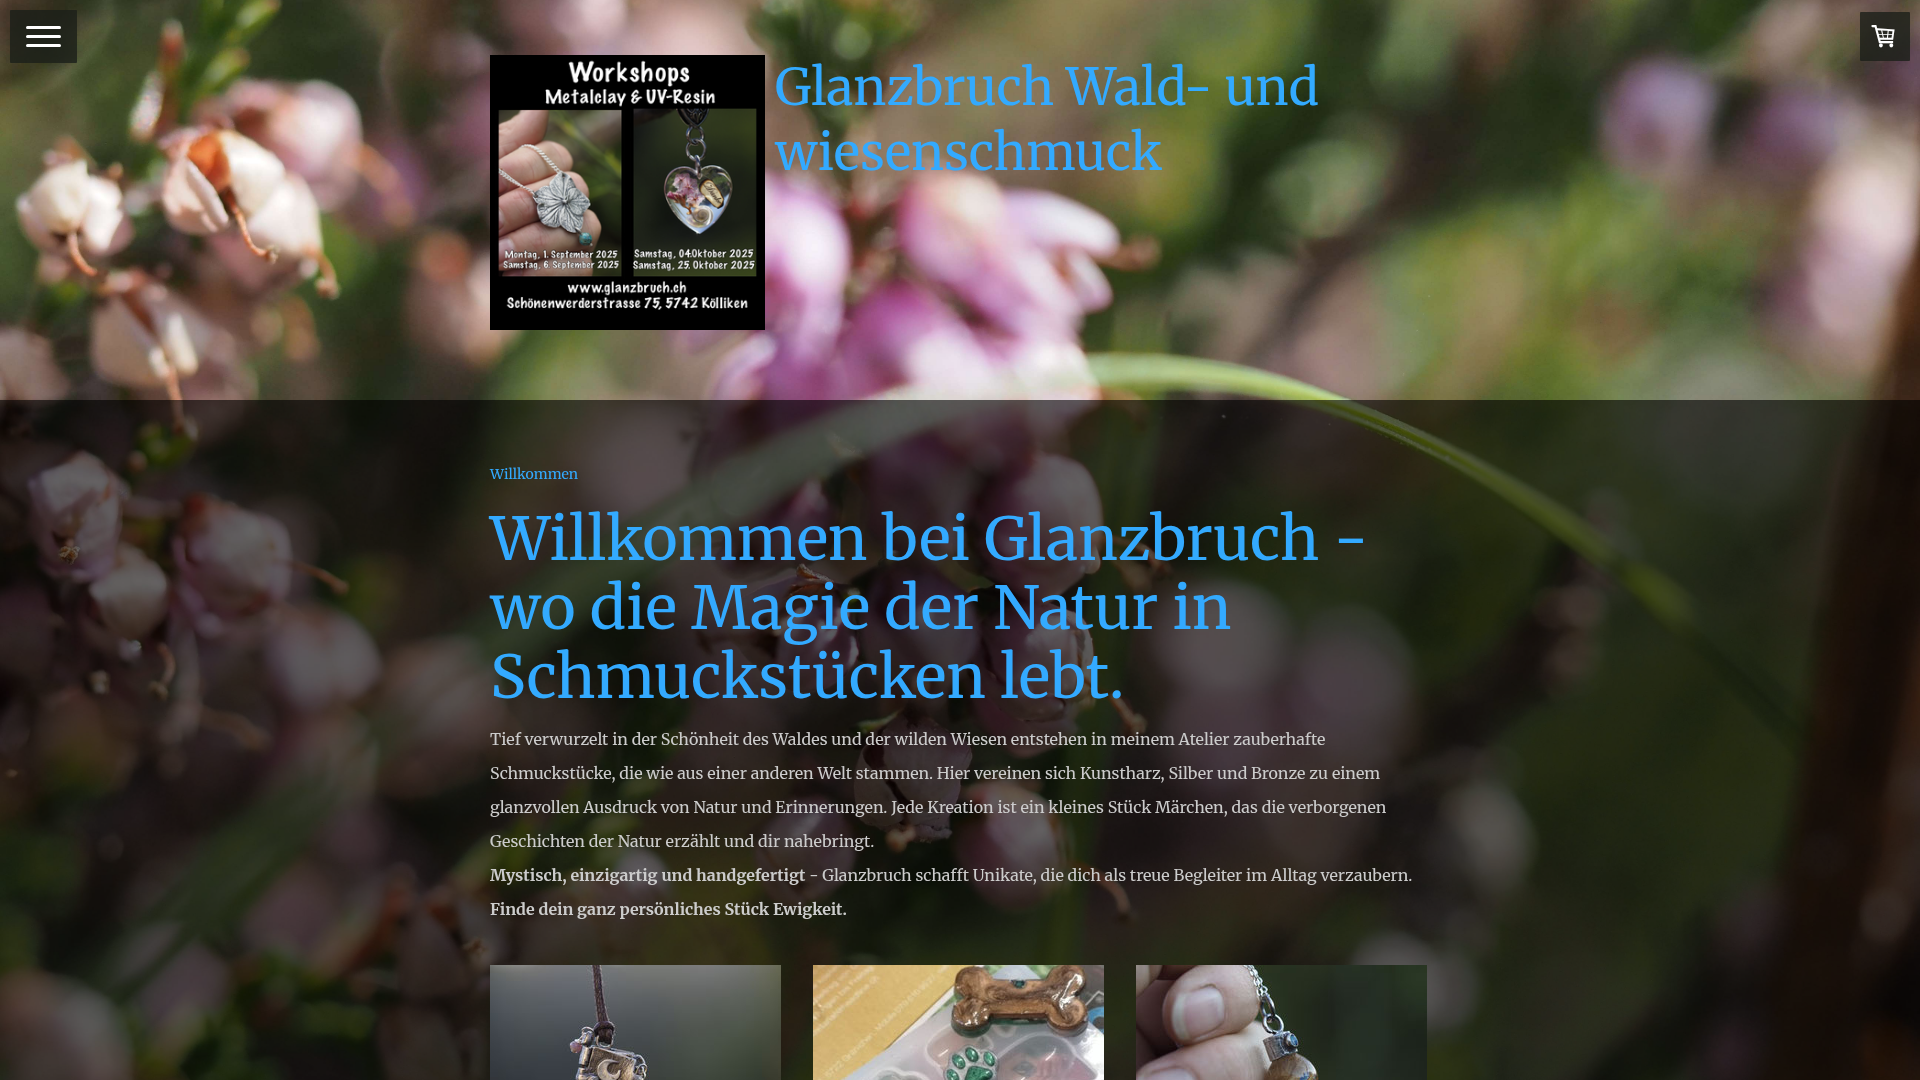 Workshops
Metalclay & UV-Resin
Montag, 1. September 2025
Samstag, 6. September 2025
Samstag, 04.Oktober 2025
Samstag, 25. Oktober 2025
www.glanzbruch.ch
Schönenwerderstrasse 75, 5742 Kölliken
Glanzbruch Wald- und
wiesenschmuck
Willkommen
Willkommen bei Glanzbruch -
wo die Magie der Natur in
Schmuckstücken lebt.
Tief verwurzelt in der Schönheit des Waldes und der wilden Wiesen entstehen in meinem Atelier zauberhafte
Schmuckstücke, die wie aus einer anderen Welt stammen. Hier vereinen sich Kunstharz, Silber und Bronze zu einem
glanzvollen Ausdruck von Natur und Erinnerungen. Jede Kreation ist ein kleines Stück Märchen, das die verborgenen
Geschichten der Natur erzählt und dir nahebringt.
Mystisch, einzigartig und handgefertigt - Glanzbruch schafft Unikate, die dich als treue Begleiter im Alltag verzaubern.
Finde dein ganz persönliches Stück Ewigkeit.